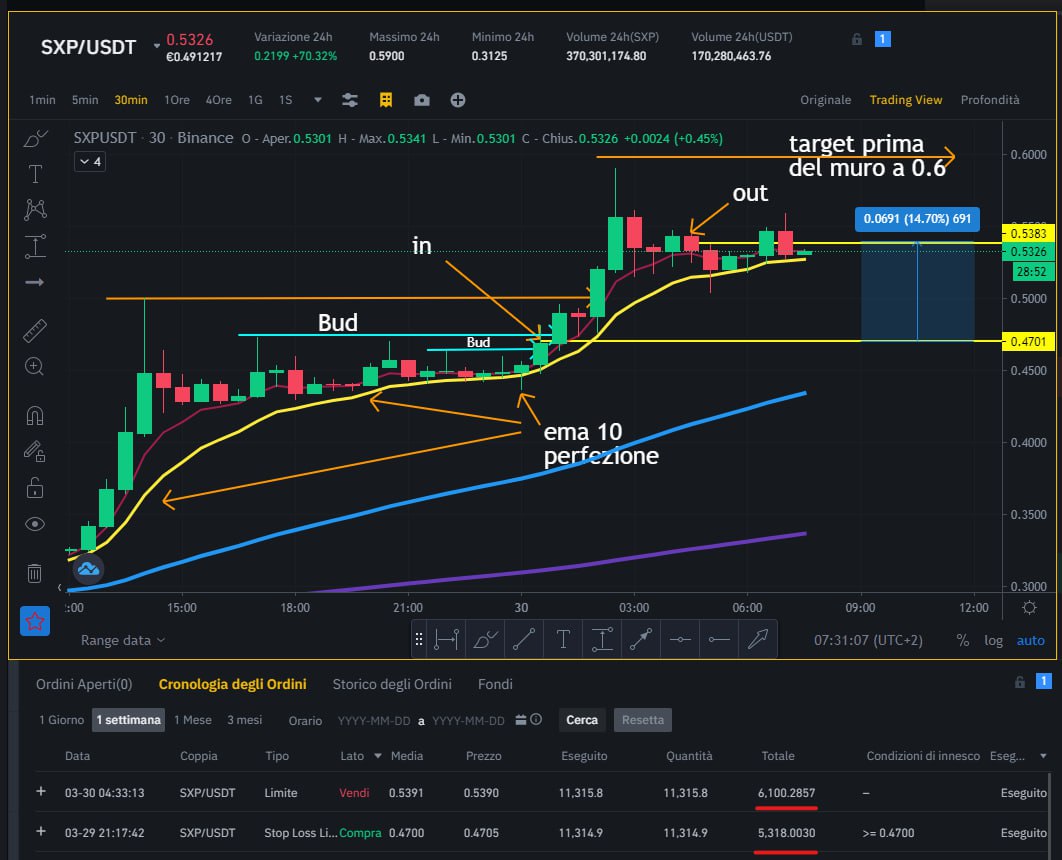 SXP/USDT
0.5326
€0.491217
Variazione 24h
0.2199 +70.32%
Massimo 24h
0.5900
Minimo 24h
0.3125
Volume 24h(SXP)
370,301,174.80
Volume 24h(USDT)
170,280,463.76
1
1min 5min 30min 1Ore 4Ore 1G 1S
Originale Trading View Profondità
SXPUSDT · 30 · Binance O - Aper.0.5301 H - Max.0.5341 L - Min.0.5301 C - Chius.0.5326 +0.0024 (+0.45%)
4
target prima
del muro a 0.6
out
in
0.0691 (14.70%) 691
Bud
Bud
ema 10
perfezione
0.6000
0.5383
0.5326
28:52
0.5000
0.4701
0.4500
0.4000
0.3500
0.3000
:00 15:00 18:00 21:00 30 03:00 06:00 09:00 12:00
Range data
T
07:31:07 (UTC+2) % log auto
Ordini Aperti(0) Cronologia degli Ordini Storico degli Ordini Fondi
1
1 Giorno 1 settimana 1 Mese 3 mesi Orario YYYY-MM-DD a YYYY-MM-DD Cerca Resetta
Data Coppia Tipo Lato Media Prezzo Eseguito Quantità Totale Condizioni di innesco Eseg...
+ 03-30 04:33:13 SXP/USDT Limite Vendi 0.5391 0.5390 11,315.8 11,315.8 6,100.2857 – Eseguito
+ 03-29 21:17:42 SXP/USDT Stop Loss Li... Compra 0.4700 0.4705 11,314.9 11,314.9 5,318.0030 >= 0.4700 Eseguito